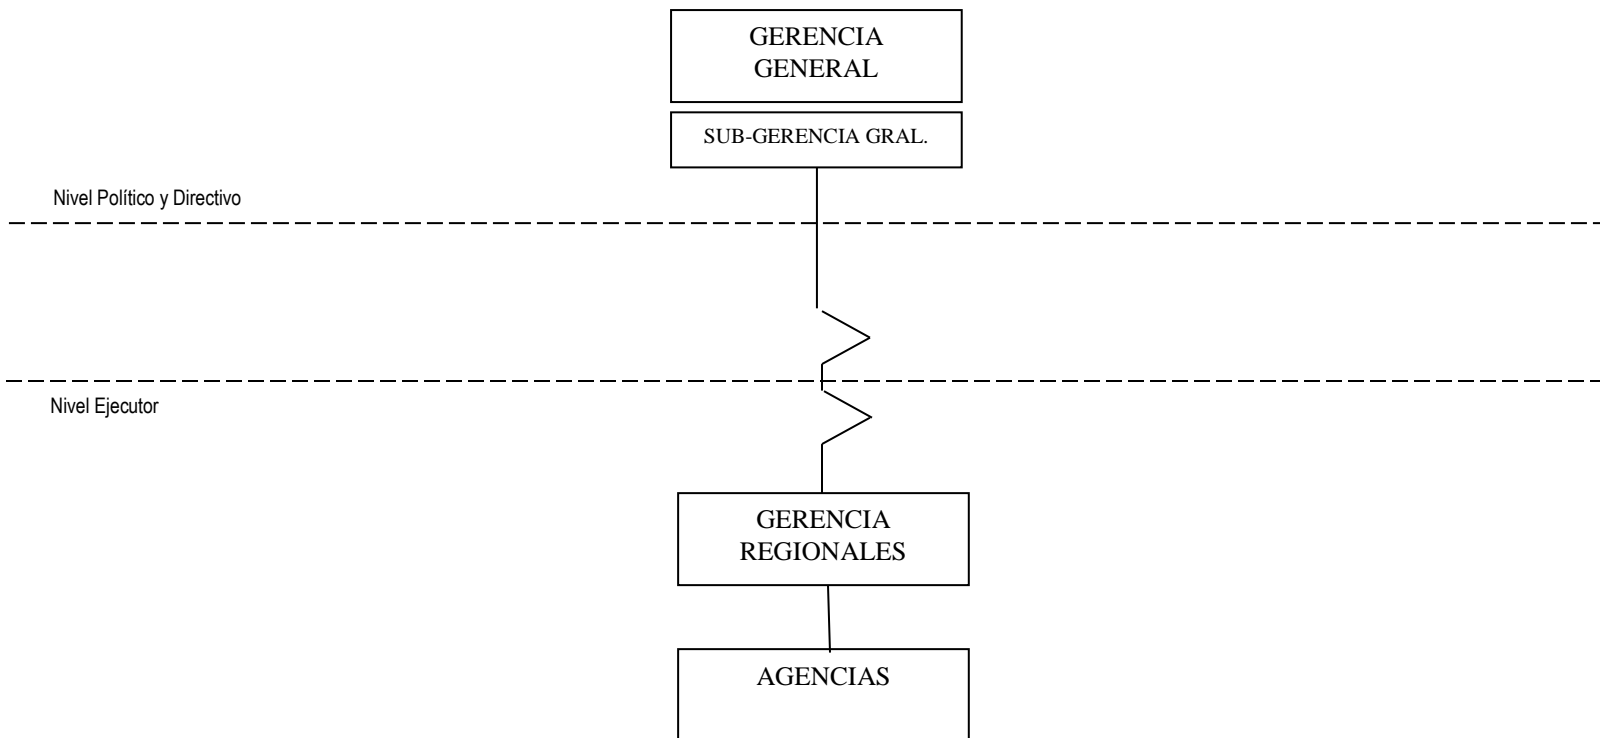 GERENCIA
GENERAL
SUB-GERENCIA GRAL.
Nivel Político y Directivo
Nivel Ejecutor
GERENCIA
REGIONALES
AGENCIAS